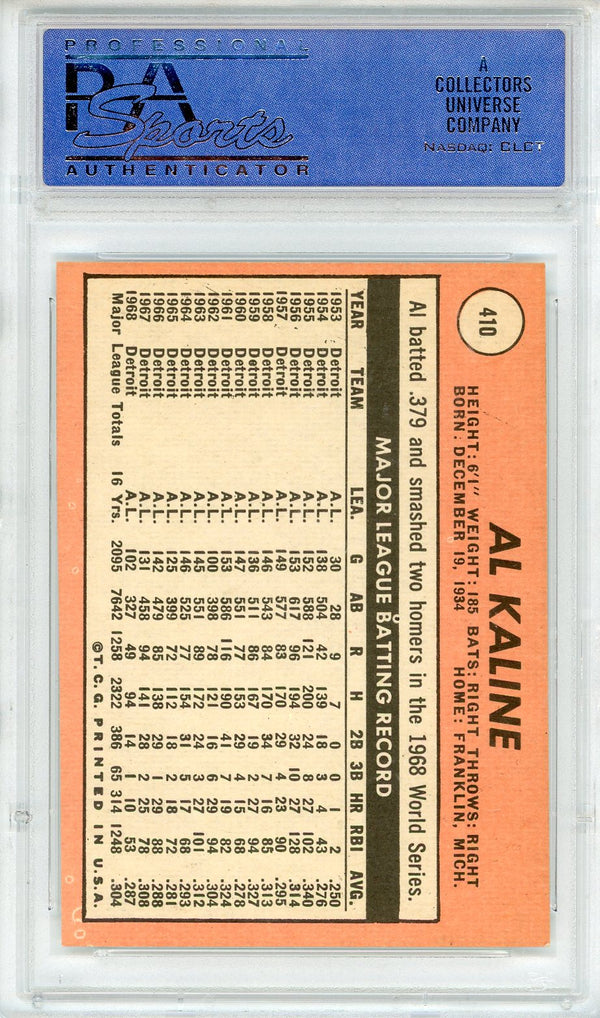 PROFESSIONAL
PSA
Sports
AUTHENTICATOR
A
COLLECTORS
UNIVERSE
COMPANY
NASDAQ: CLCT
410
AL KALINE
HEIGHT: 6'1" WEIGHT: 185 BATS: RIGHT THROWS: RIGHT
BORN: DECEMBER 19, 1934 HOME: FRANKLIN, MICH.
Al batted .379 and smashed two homers in the 1968 World Series.
MAJOR LEAGUE BATTING RECORD
YEAR TEAM LEA. G AB R H 2B 3B HR RBI AVG.
1953 Detroit A.L. 30 28 9 7 0 0 1 2 .250
1954 Detroit A.L. 138 504 42 139 18 3 4 43 .276
1955 Detroit A.L. 152 588 121 200 24 8 27 102 .340
1956 Detroit A.L. 153 617 96 194 32 10 27 128 .314
1957 Detroit A.L. 149 577 83 170 29 4 23 90 .295
1958 Detroit A.L. 146 543 84 170 34 7 16 85 .313
1959 Detroit A.L. 136 511 86 167 19 2 27 94 .327
1960 Detroit A.L. 147 551 77 153 29 4 15 68 .278
1961 Detroit A.L. 153 586 116 190 41 7 19 82 .324
1962 Detroit A.L. 100 398 78 121 16 6 29 94 .304
1963 Detroit A.L. 145 551 89 172 24 3 27 101 .312
1964 Detroit A.L. 146 525 77 154 31 5 17 68 .293
1965 Detroit A.L. 125 399 72 112 18 2 18 72 .281
1966 Detroit A.L. 142 479 85 138 29 1 29 88 .288
1967 Detroit A.L. 131 458 94 141 28 2 25 78 .308
1968 Detroit A.L. 102 327 49 94 14 1 10 53 .287
Major League Totals 16 Yrs. 2095 7642 1258 2322 386 65 314 1248 .304
©T.C.G. PRINTED IN U.S.A.